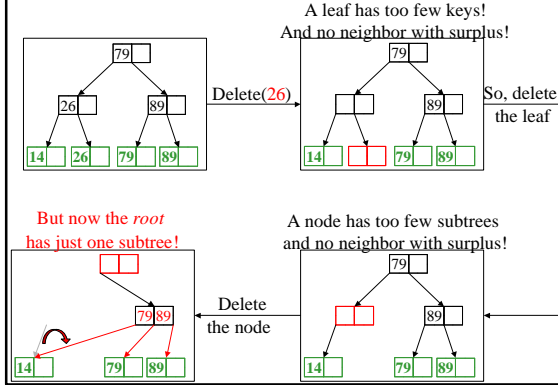 A leaf has too few keys!
And no neighbor with surplus!
79
26
89
14
26
79
89
Delete(26)
79
89
14
79
89
So, delete
the leaf
A node has too few subtrees
and no neighbor with surplus!
79
89
14
79
89
Delete
the node
But now the root
has just one subtree!
79 89
14
79
89